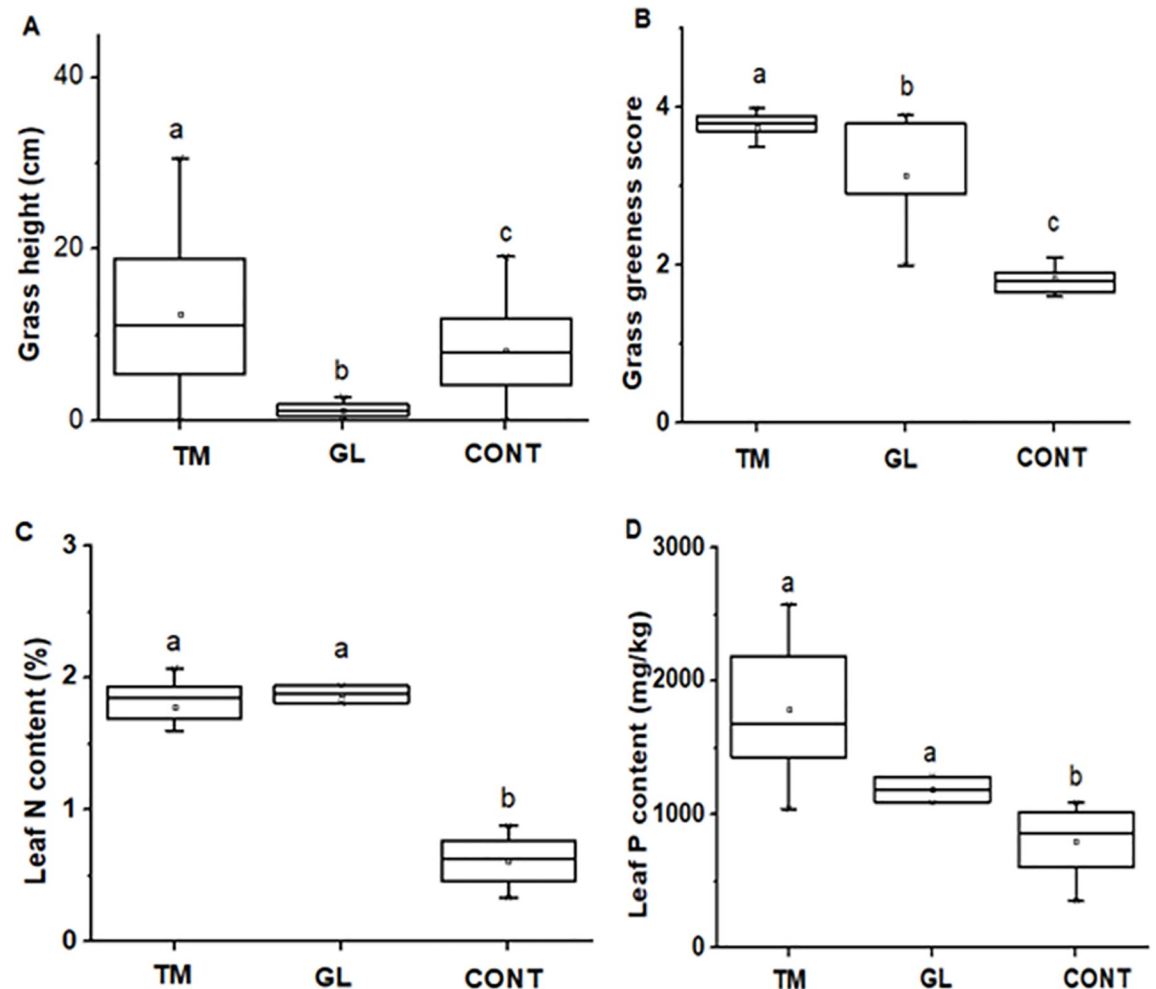 A
Grass height (cm)
40
20
0
a
b
c
TM GL CONT
B
Grass greeness score
4
2
0
a
b
c
TM GL CONT
C
Leaf N content (%)
3
2
1
0
a
a
b
TM GL CONT
D
Leaf P content (mg/kg)
3000
2000
1000
0
a
a
b
TM GL CONT